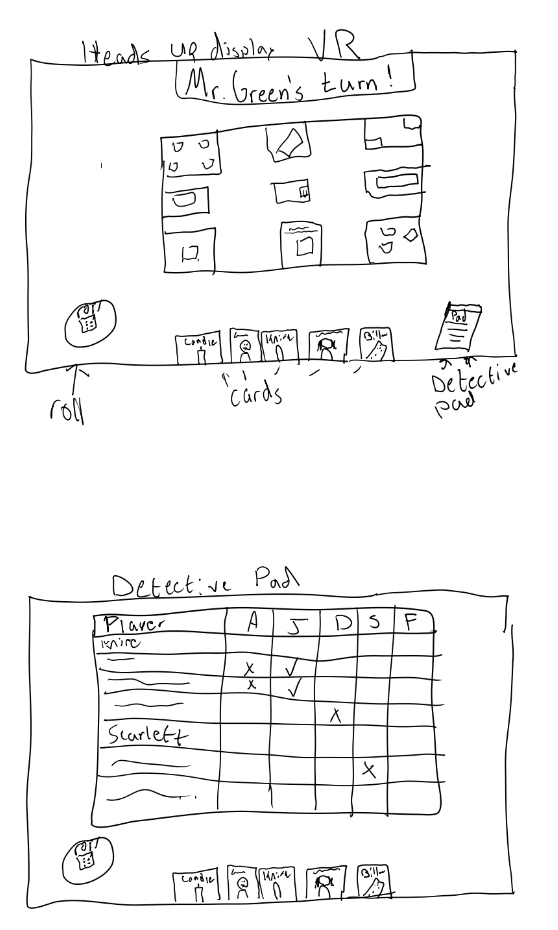 Heads up display VR
Mr. Green's turn!
roll
Candle
Knife
Bill
Pad
roll
cards
Detective
pad
Detective Pad
Player A J D S F
Knife
x ✓
x ✓
x
Scarlett
x
roll
Candle
Knife
Bill